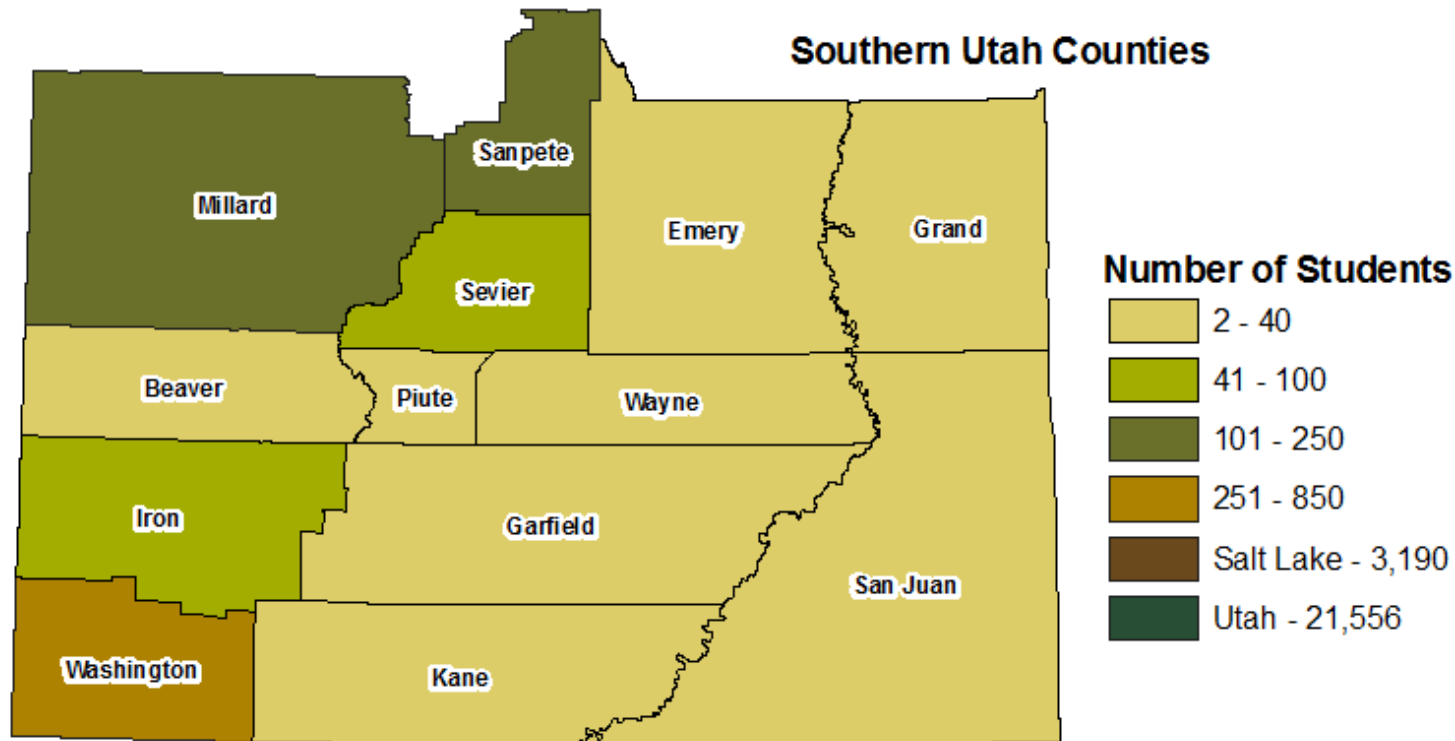 Southern Utah Counties
Sanpete
Millard
Emery
Grand
Sevier
Beaver
Piute
Wayne
Iron
Garfield
San Juan
Washington
Kane
Number of Students
2 - 40
41 - 100
101 - 250
251 - 850
Salt Lake - 3,190
Utah - 21,556